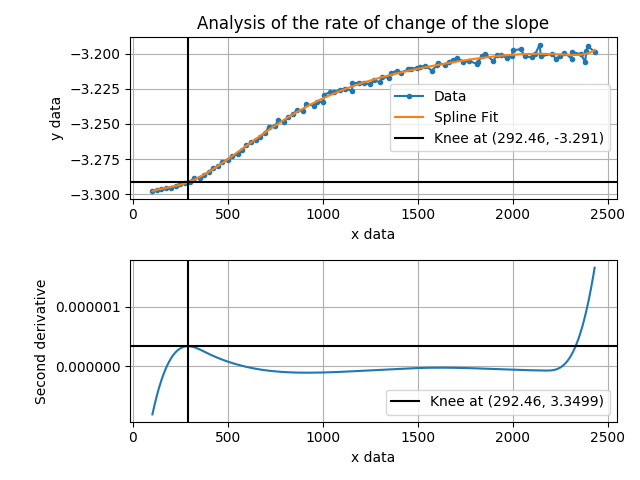 Analysis of the rate of change of the slope
−3.200
−3.225
−3.250
−3.275
−3.300
y data
Data
Spline Fit
Knee at (292.46, -3.291)
0 500 1000 1500 2000 2500
x data
0.000001
0.000000
Second derivative
Knee at (292.46, 3.3499)
0 500 1000 1500 2000 2500
x data